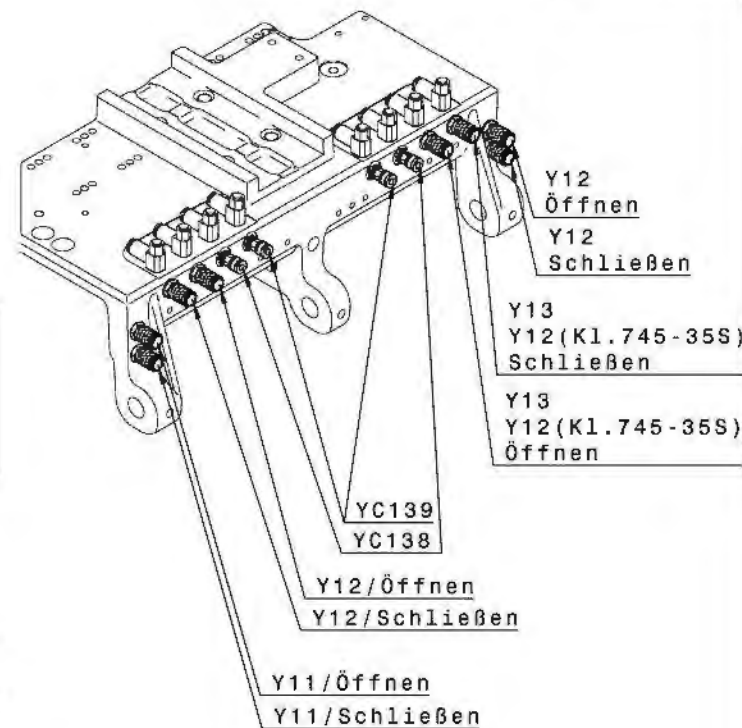 Y12
Öffnen
Y12
Schließen
Y13
Y12(Kl.745-35S)
Schließen
Y13
Y12(Kl.745-35S)
Öffnen
YC139
YC138
Y12/Öffnen
Y12/Schließen
Y11/Öffnen
Y11/Schließen